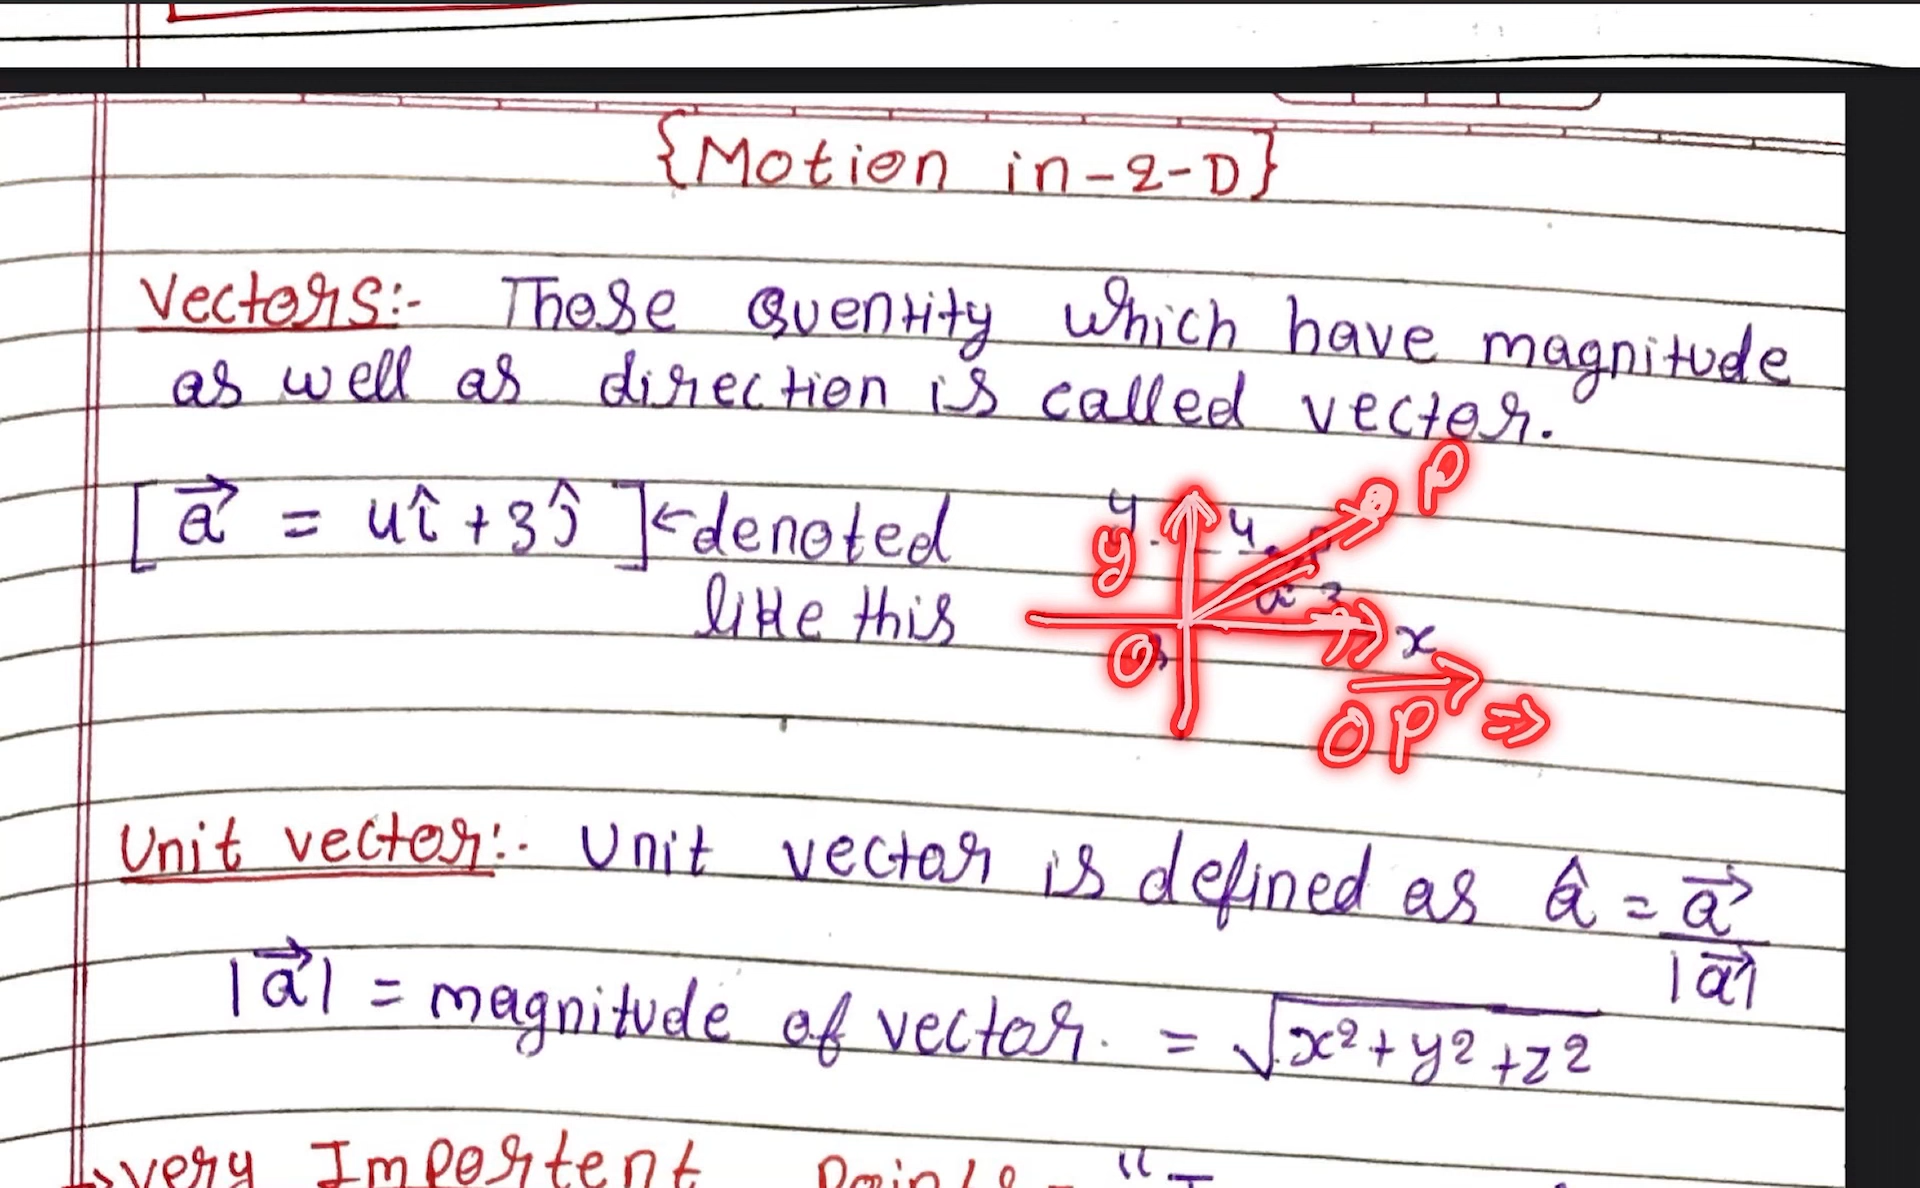 {Motion in-2-D}
Vectors:- Those Quentity which have magnitude
as well as direction is called vector.
[ a⃗ = 4î + 3ĵ ] ← denoted
like this
y 4 P
y
a 3
O x
OP⃗ ⇒
Unit vector:- Unit vector is defined as â = a⃗ / |a⃗|
|a⃗| = magnitude of vector. = √x²+y²+z²
→ very Importent Points